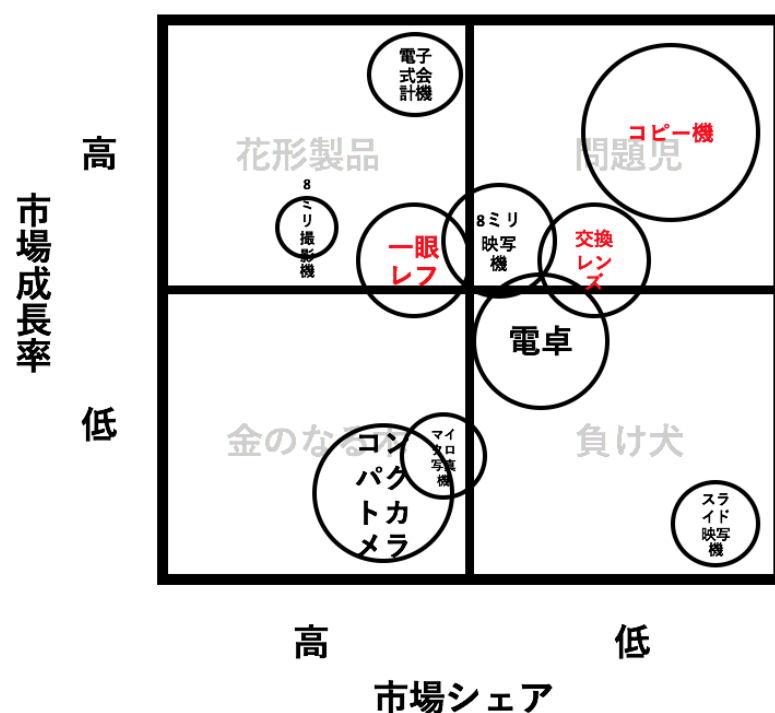 電子
式会
計機
コピー機
高
花形製品
問題児
8
ミ
リ
撮
影
機
8ミリ
映写
機
一眼
レフ
交換
レン
ズ
市場成長率
電卓
低
金のなる木
負け犬
コン
パク
トカ
メラ
マイ
クロ
写真
機
スラ
イド
映写
機
高
低
市場シェア